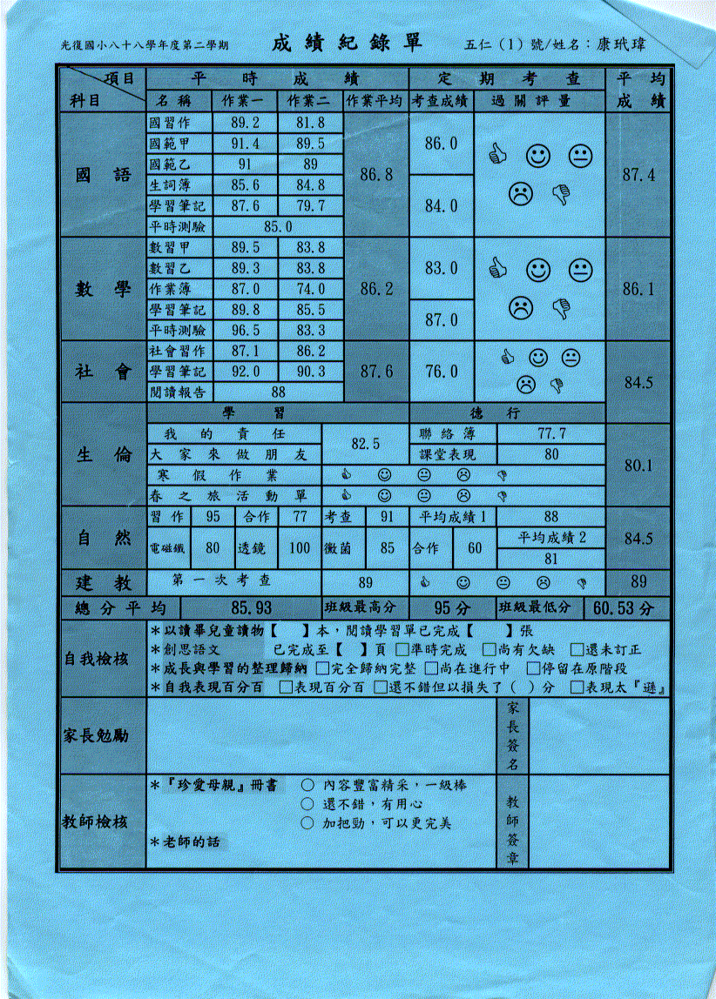 光復國小八十八學年度第二學期 成績紀錄單 五仁(1)號/姓名:康玳瑋
項目 平時成績 定期考查 平均
科目 名稱 作業一 作業二 作業平均 考查成績 過關評量 成績
國語 國習作 89.2 81.8 86.8 86.0 87.4
國範甲 91.4 89.5
國範乙 91 89
生詞簿 85.6 84.8 84.0
學習筆記 87.6 79.7
平時測驗 85.0
數學 數習甲 89.5 83.8 86.2 83.0 86.1
數習乙 89.3 83.8
作業簿 87.0 74.0
學習筆記 89.8 85.5 87.0
平時測驗 96.5 83.3
社會 社會習作 87.1 86.2 87.6 76.0 84.5
學習筆記 92.0 90.3
閱讀報告 88
生倫 學習 德行 80.1
我的責任 82.5 聯絡簿 77.7
大家來做朋友 課堂表現 80
寒假作業
春之旅活動單
自然 習作 95 合作 77 考查 91 平均成績1 88 84.5
電磁鐵 80 透鏡 100 黴菌 85 合作 60 平均成績2
81
建教 第一次考查 89 89
總分平均 85.93 班級最高分 95分 班級最低分 60.53分
自我檢核 *以讀畢兒童讀物【 】本,閱讀學習單已完成【 】張
*創思語文 已完成至【 】頁 □準時完成 □尚有欠缺 □還未訂正
*成長與學習的整理歸納 □完全歸納完整 □尚在進行中 □停留在原階段
*自我表現百分百 □表現百分百 □還不錯但以損失了( )分 □表現太『遜』
家長勉勵 家長簽名
教師檢核 *『珍愛母親』冊書 ○ 內容豐富精采,一級棒 教師簽章
○ 還不錯,有用心
○ 加把勁,可以更完美
*老師的話